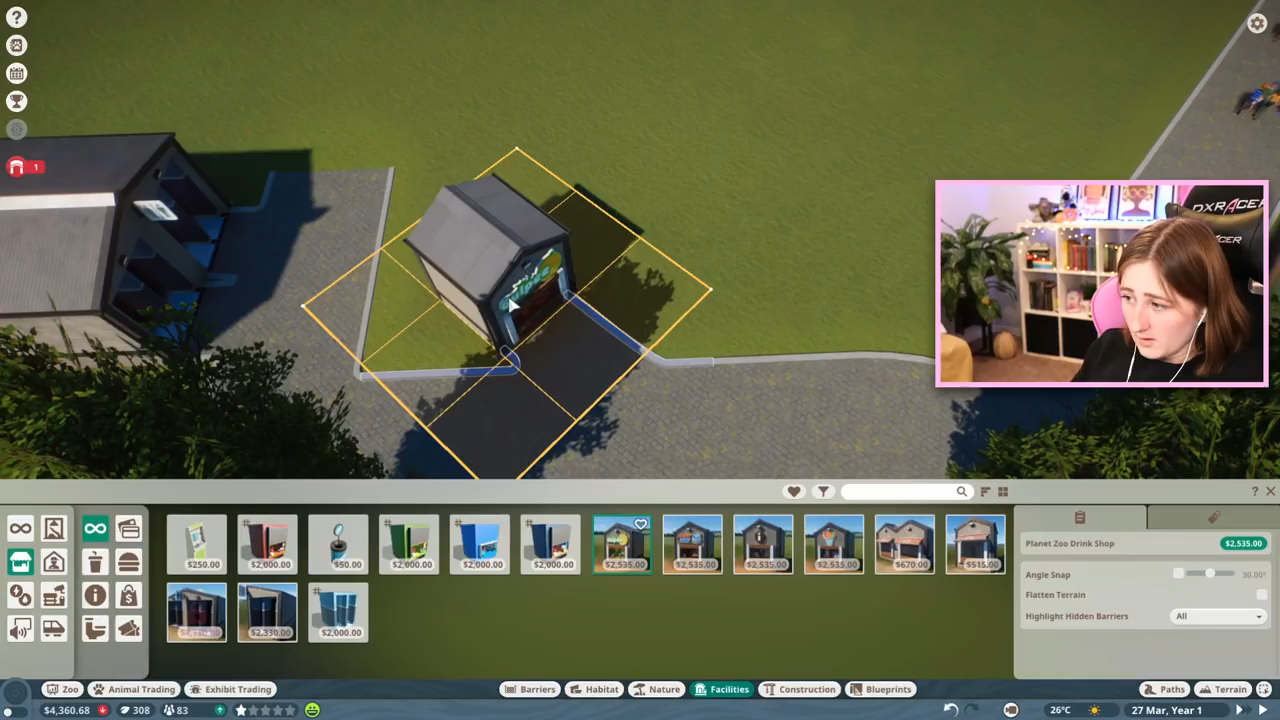 ?
1
DXRACER
? ×
$250.00
$2,000.00
$50.00
$2,000.00
$2,000.00
$2,000.00
$2,535.00
$2,535.00
$2,535.00
$2,535.00
$670.00
$515.00
$2,330.00
$2,000.00
Planet Zoo Drink Shop
$2,535.00
Angle Snap
30.00°
Flatten Terrain
Highlight Hidden Barriers
All
Zoo
Animal Trading
Exhibit Trading
Barriers
Habitat
Nature
Facilities
Construction
Blueprints
Paths
Terrain
$4,360.68
308
83
26°C
27 Mar, Year 1